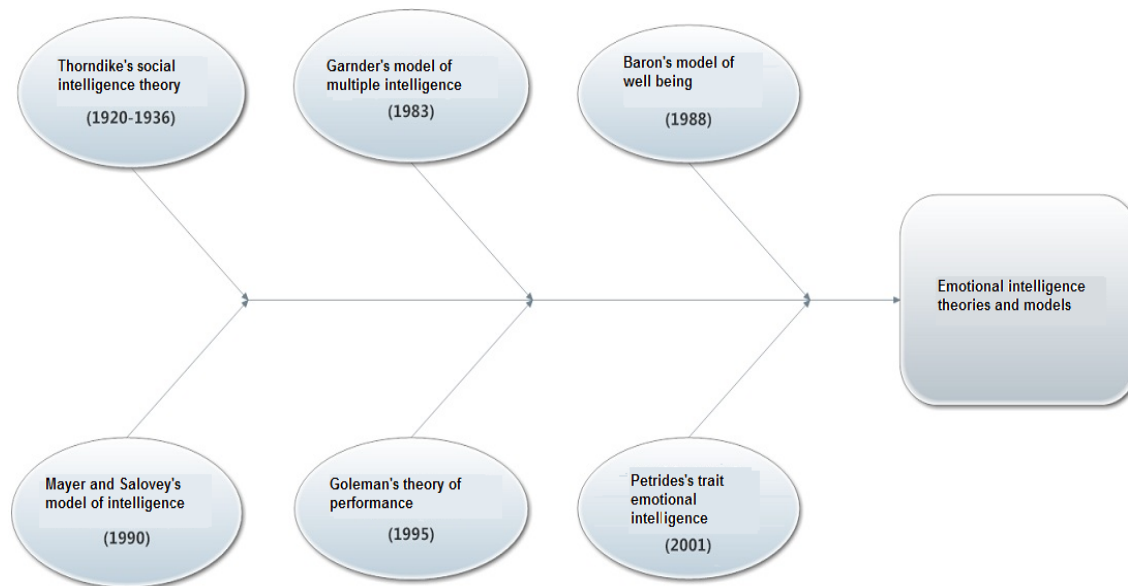 Thorndike's social
intelligence theory
(1920-1936)
Garnder's model of
multiple intelligence
(1983)
Baron's model of
well being
(1988)
Emotional intelligence
theories and models
Mayer and Salovey's
model of intelligence
(1990)
Goleman's theory of
performance
(1995)
Petrides's trait
emotional
intelligence
(2001)